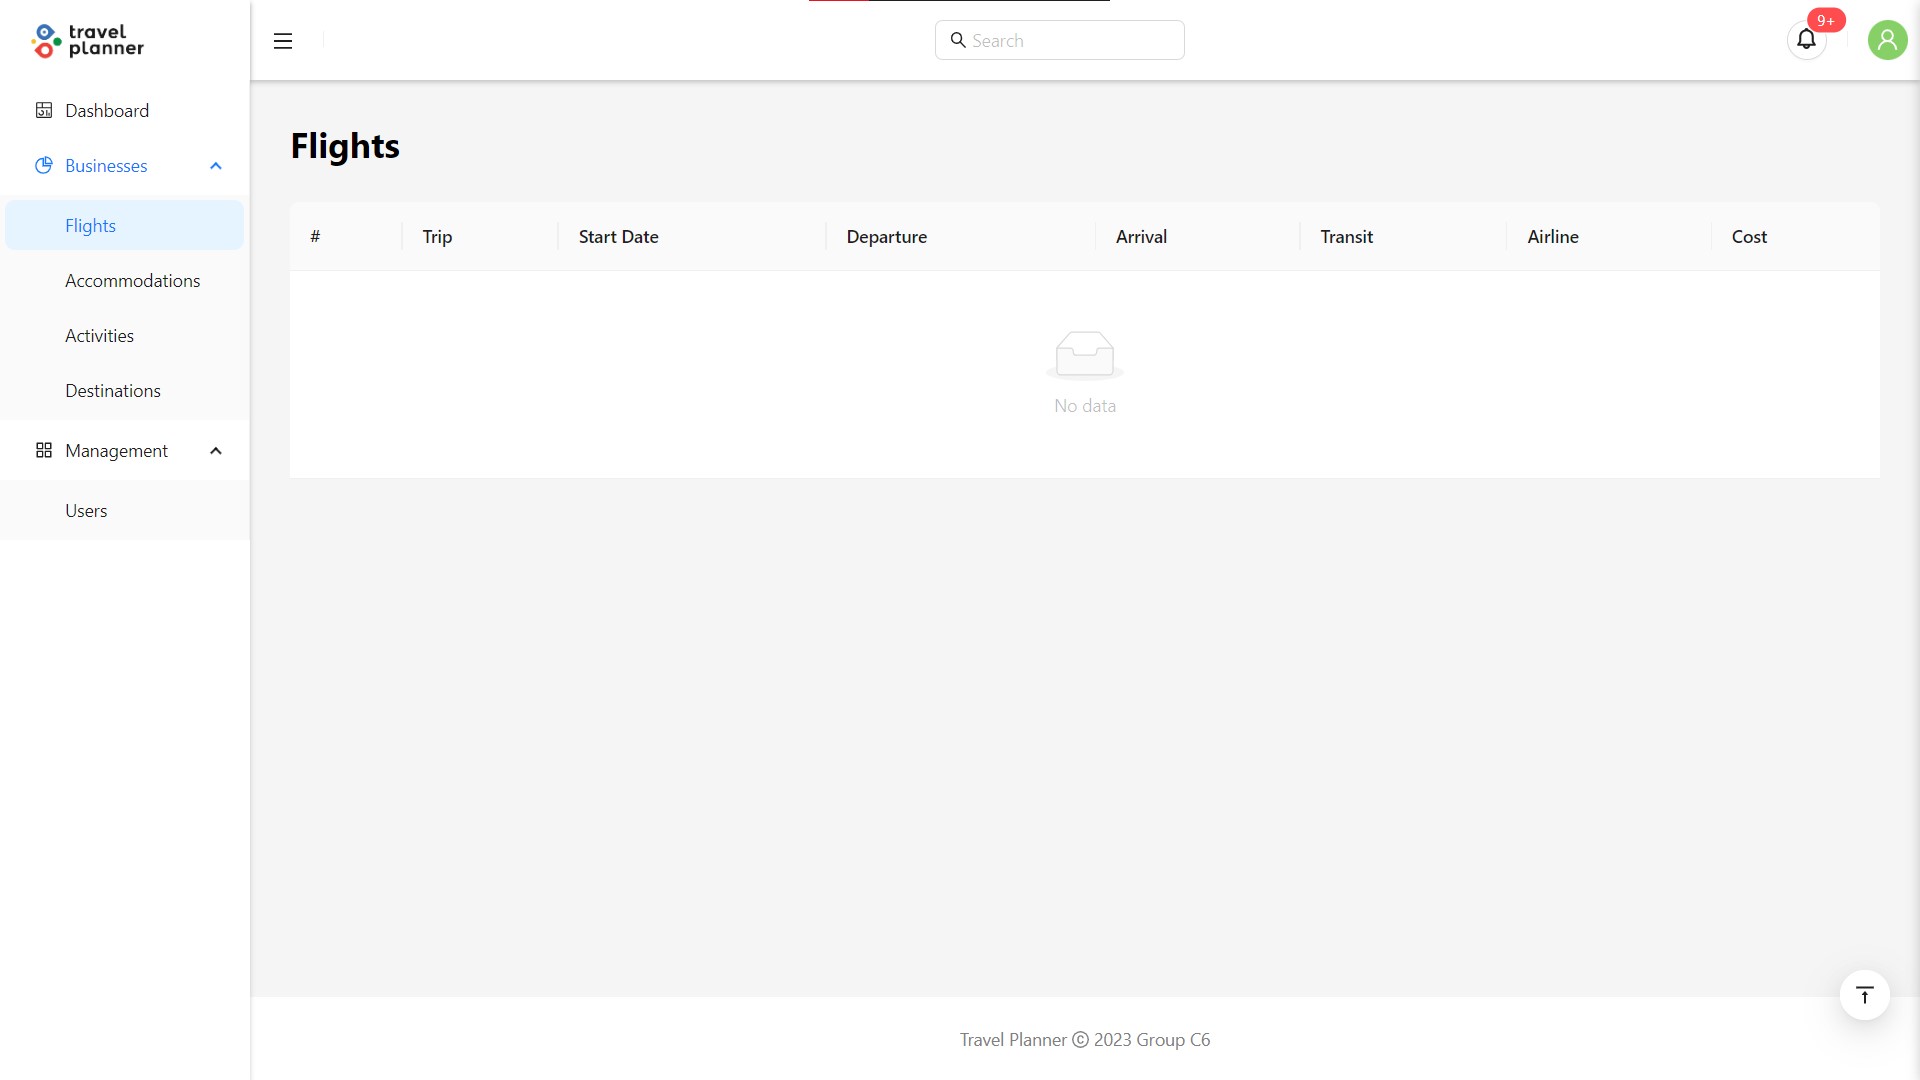 travel
planner
Search
9+
Dashboard
Businesses
Flights
Accommodations
Activities
Destinations
Management
Users
Flights
# Trip Start Date Departure Arrival Transit Airline Cost
No data
Travel Planner © 2023 Group C6